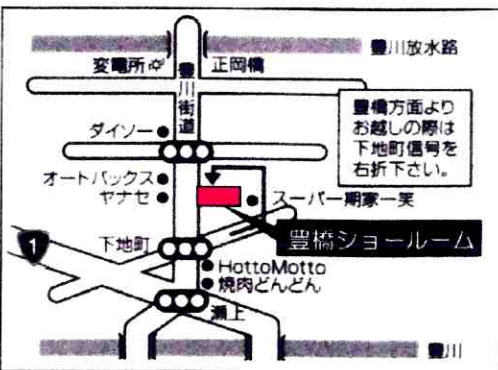 豊川放水路
変電所
正岡橋
豊川街道
豊橋方面より
お越しの際は
下地町信号を
右折下さい。
ダイソー
オートバックス
ヤナセ
スーパー一期家一笑
豊橋ショールーム
1
下地町
HottoMotto
焼肉どんどん
瀬上
豊川